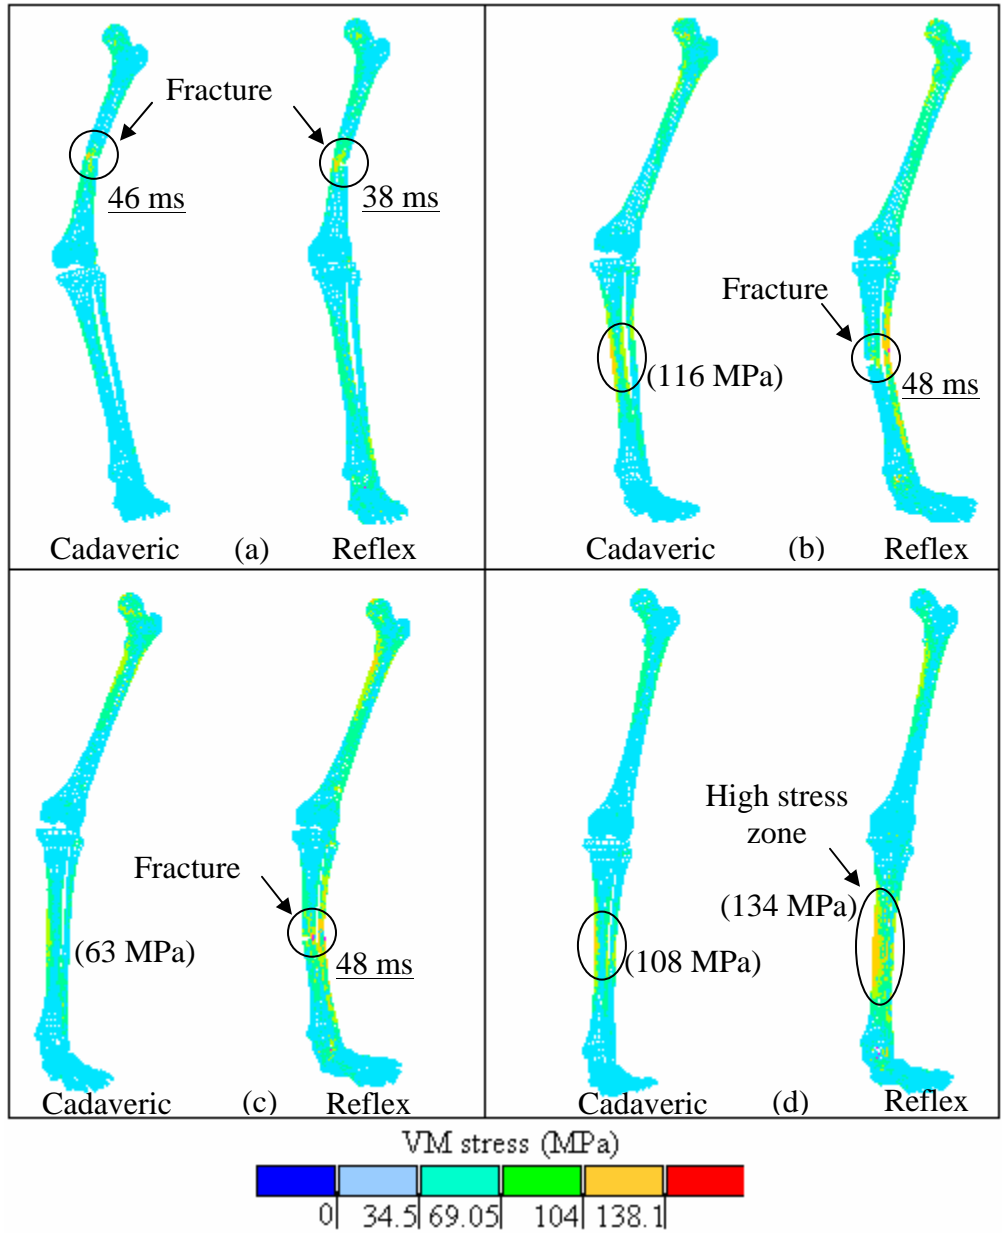 Fracture
46 ms
38 ms
Cadaveric (a) Reflex
Fracture
(116 MPa)
48 ms
Cadaveric (b) Reflex
Fracture
(63 MPa)
48 ms
Cadaveric (c) Reflex
High stress
zone
(134 MPa)
(108 MPa)
Cadaveric (d) Reflex
VM stress (MPa)
0 34.5 69.05 104 138.1